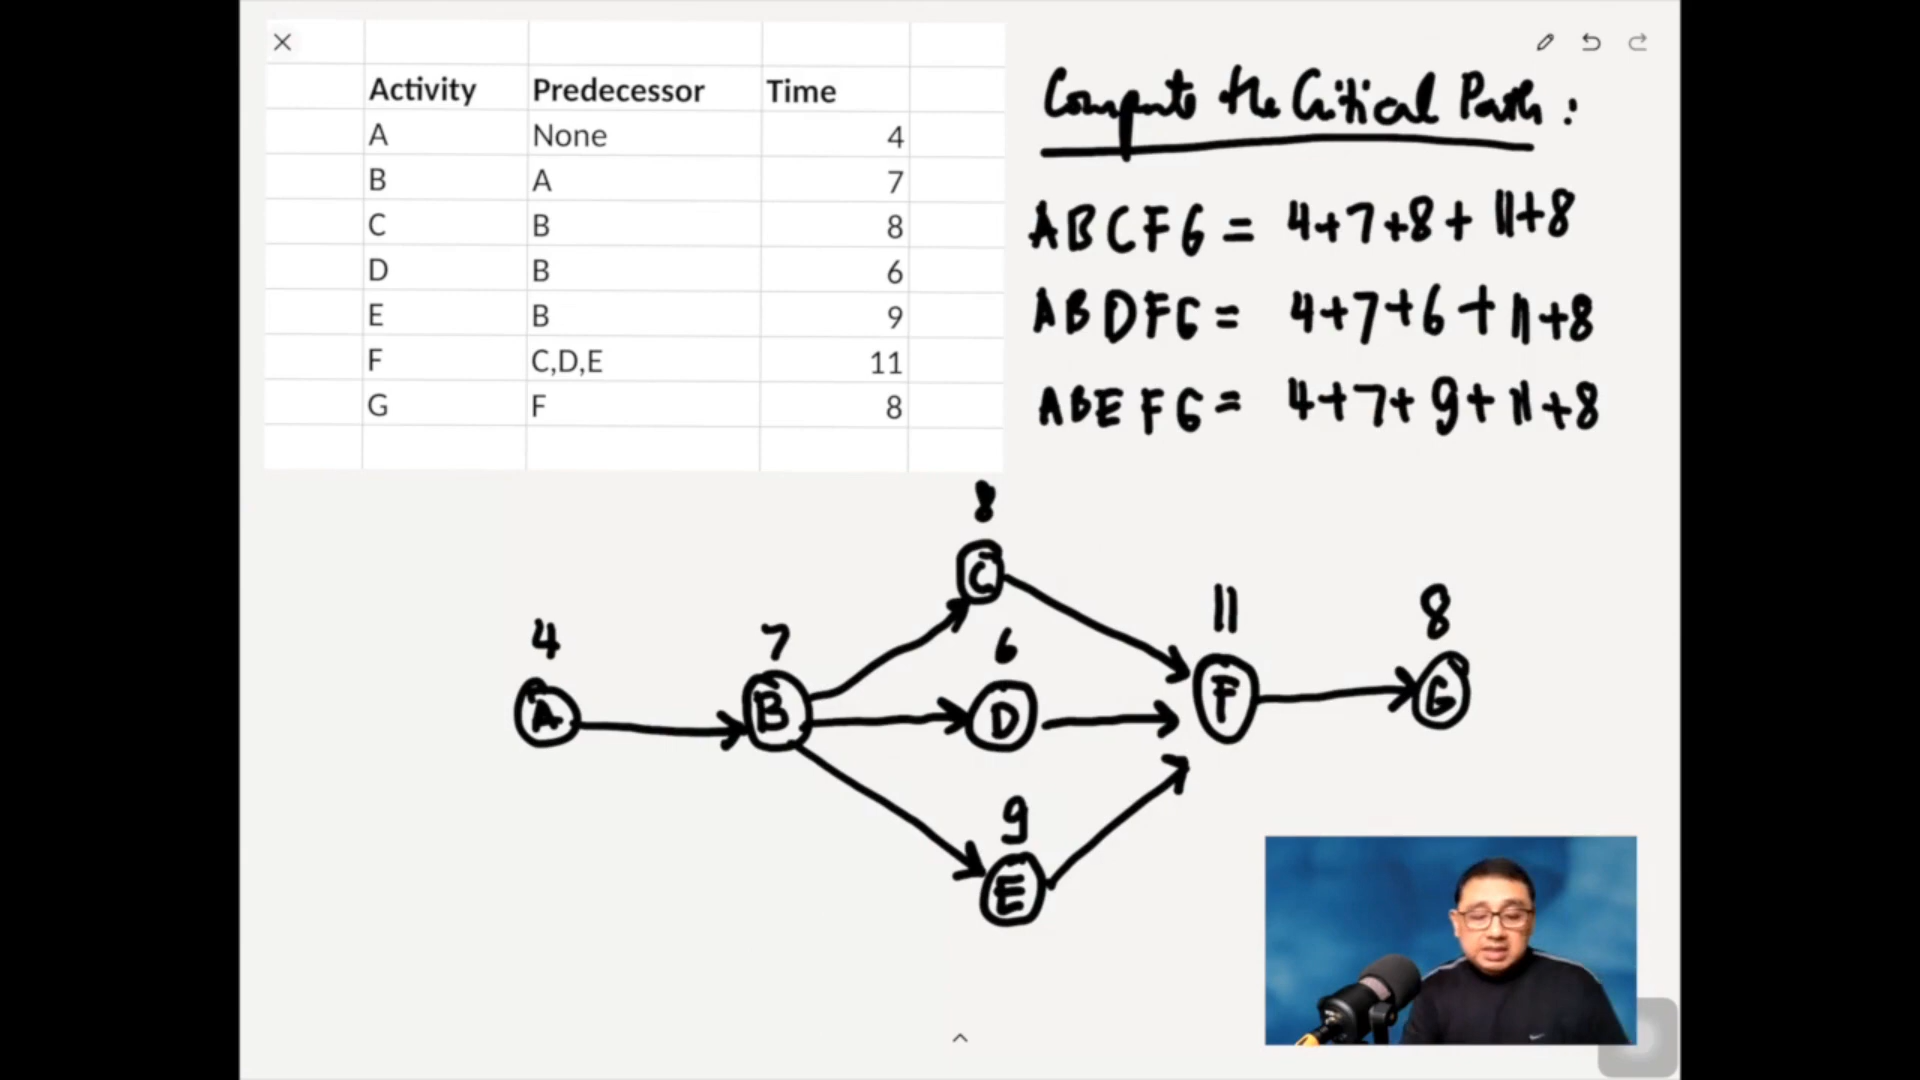 Activity Predecessor Time
A None 4
B A 7
C B 8
D B 6
E B 9
F C,D,E 11
G F 8
Compute the Critical Path:
ABCFG = 4+7+8+11+8
ABDFG = 4+7+6+11+8
ABEFG = 4+7+9+11+8
8
C
4
7
6
11
8
A
B
D
F
G
9
E